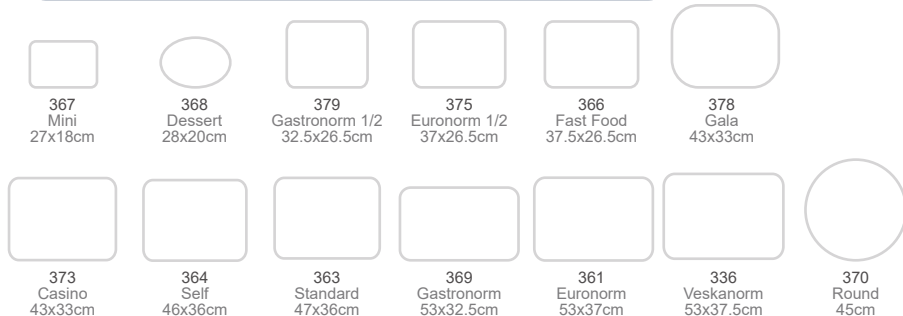 367
Mini
27x18cm
368
Dessert
28x20cm
379
Gastronorm 1/2
32.5x26.5cm
375
Euronorm 1/2
37x26.5cm
366
Fast Food
37.5x26.5cm
378
Gala
43x33cm
373
Casino
43x33cm
364
Self
46x36cm
363
Standard
47x36cm
369
Gastronorm
53x32.5cm
361
Euronorm
53x37cm
336
Veskanorm
53x37.5cm
370
Round
45cm